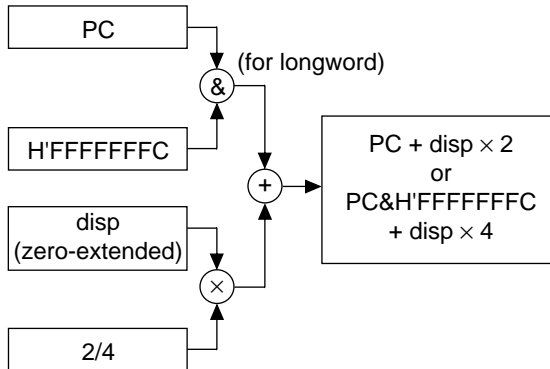 PC
(for longword)
&
H'FFFFFFFC
PC + disp × 2
or
PC&H'FFFFFFFC
+ disp × 4
+
disp
(zero-extended)
×
2/4